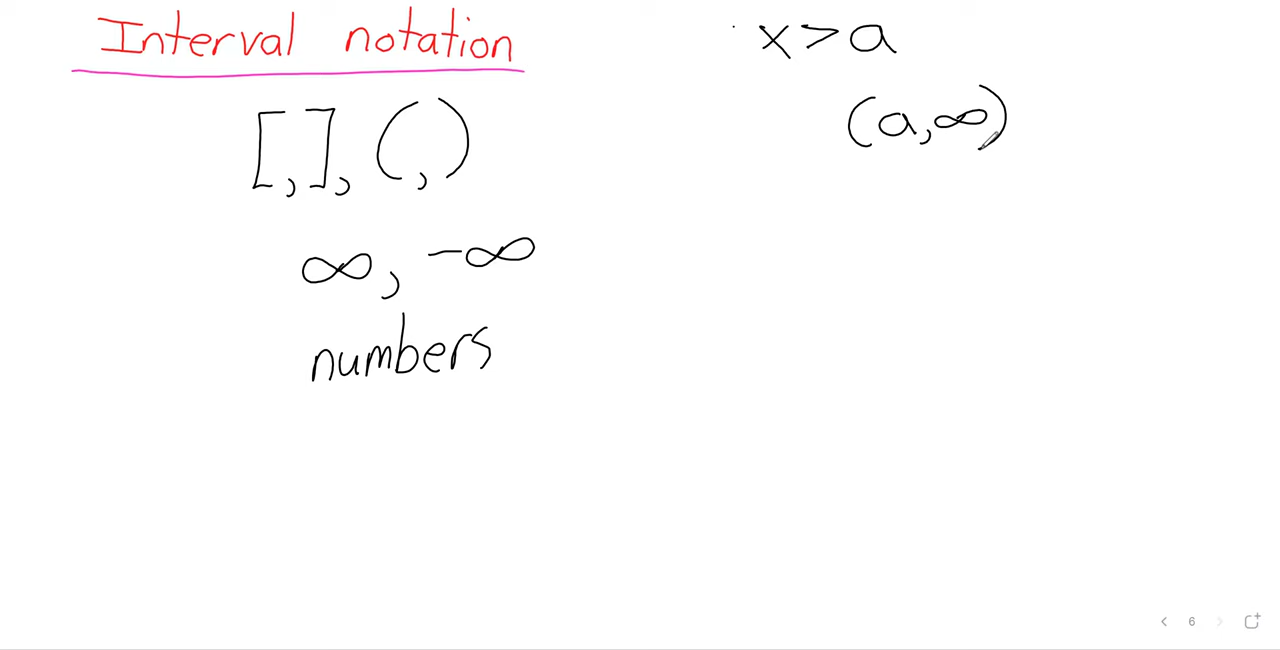 Interval notation
[,], (,)
∞, -∞
numbers
x > a
(a, ∞)
6